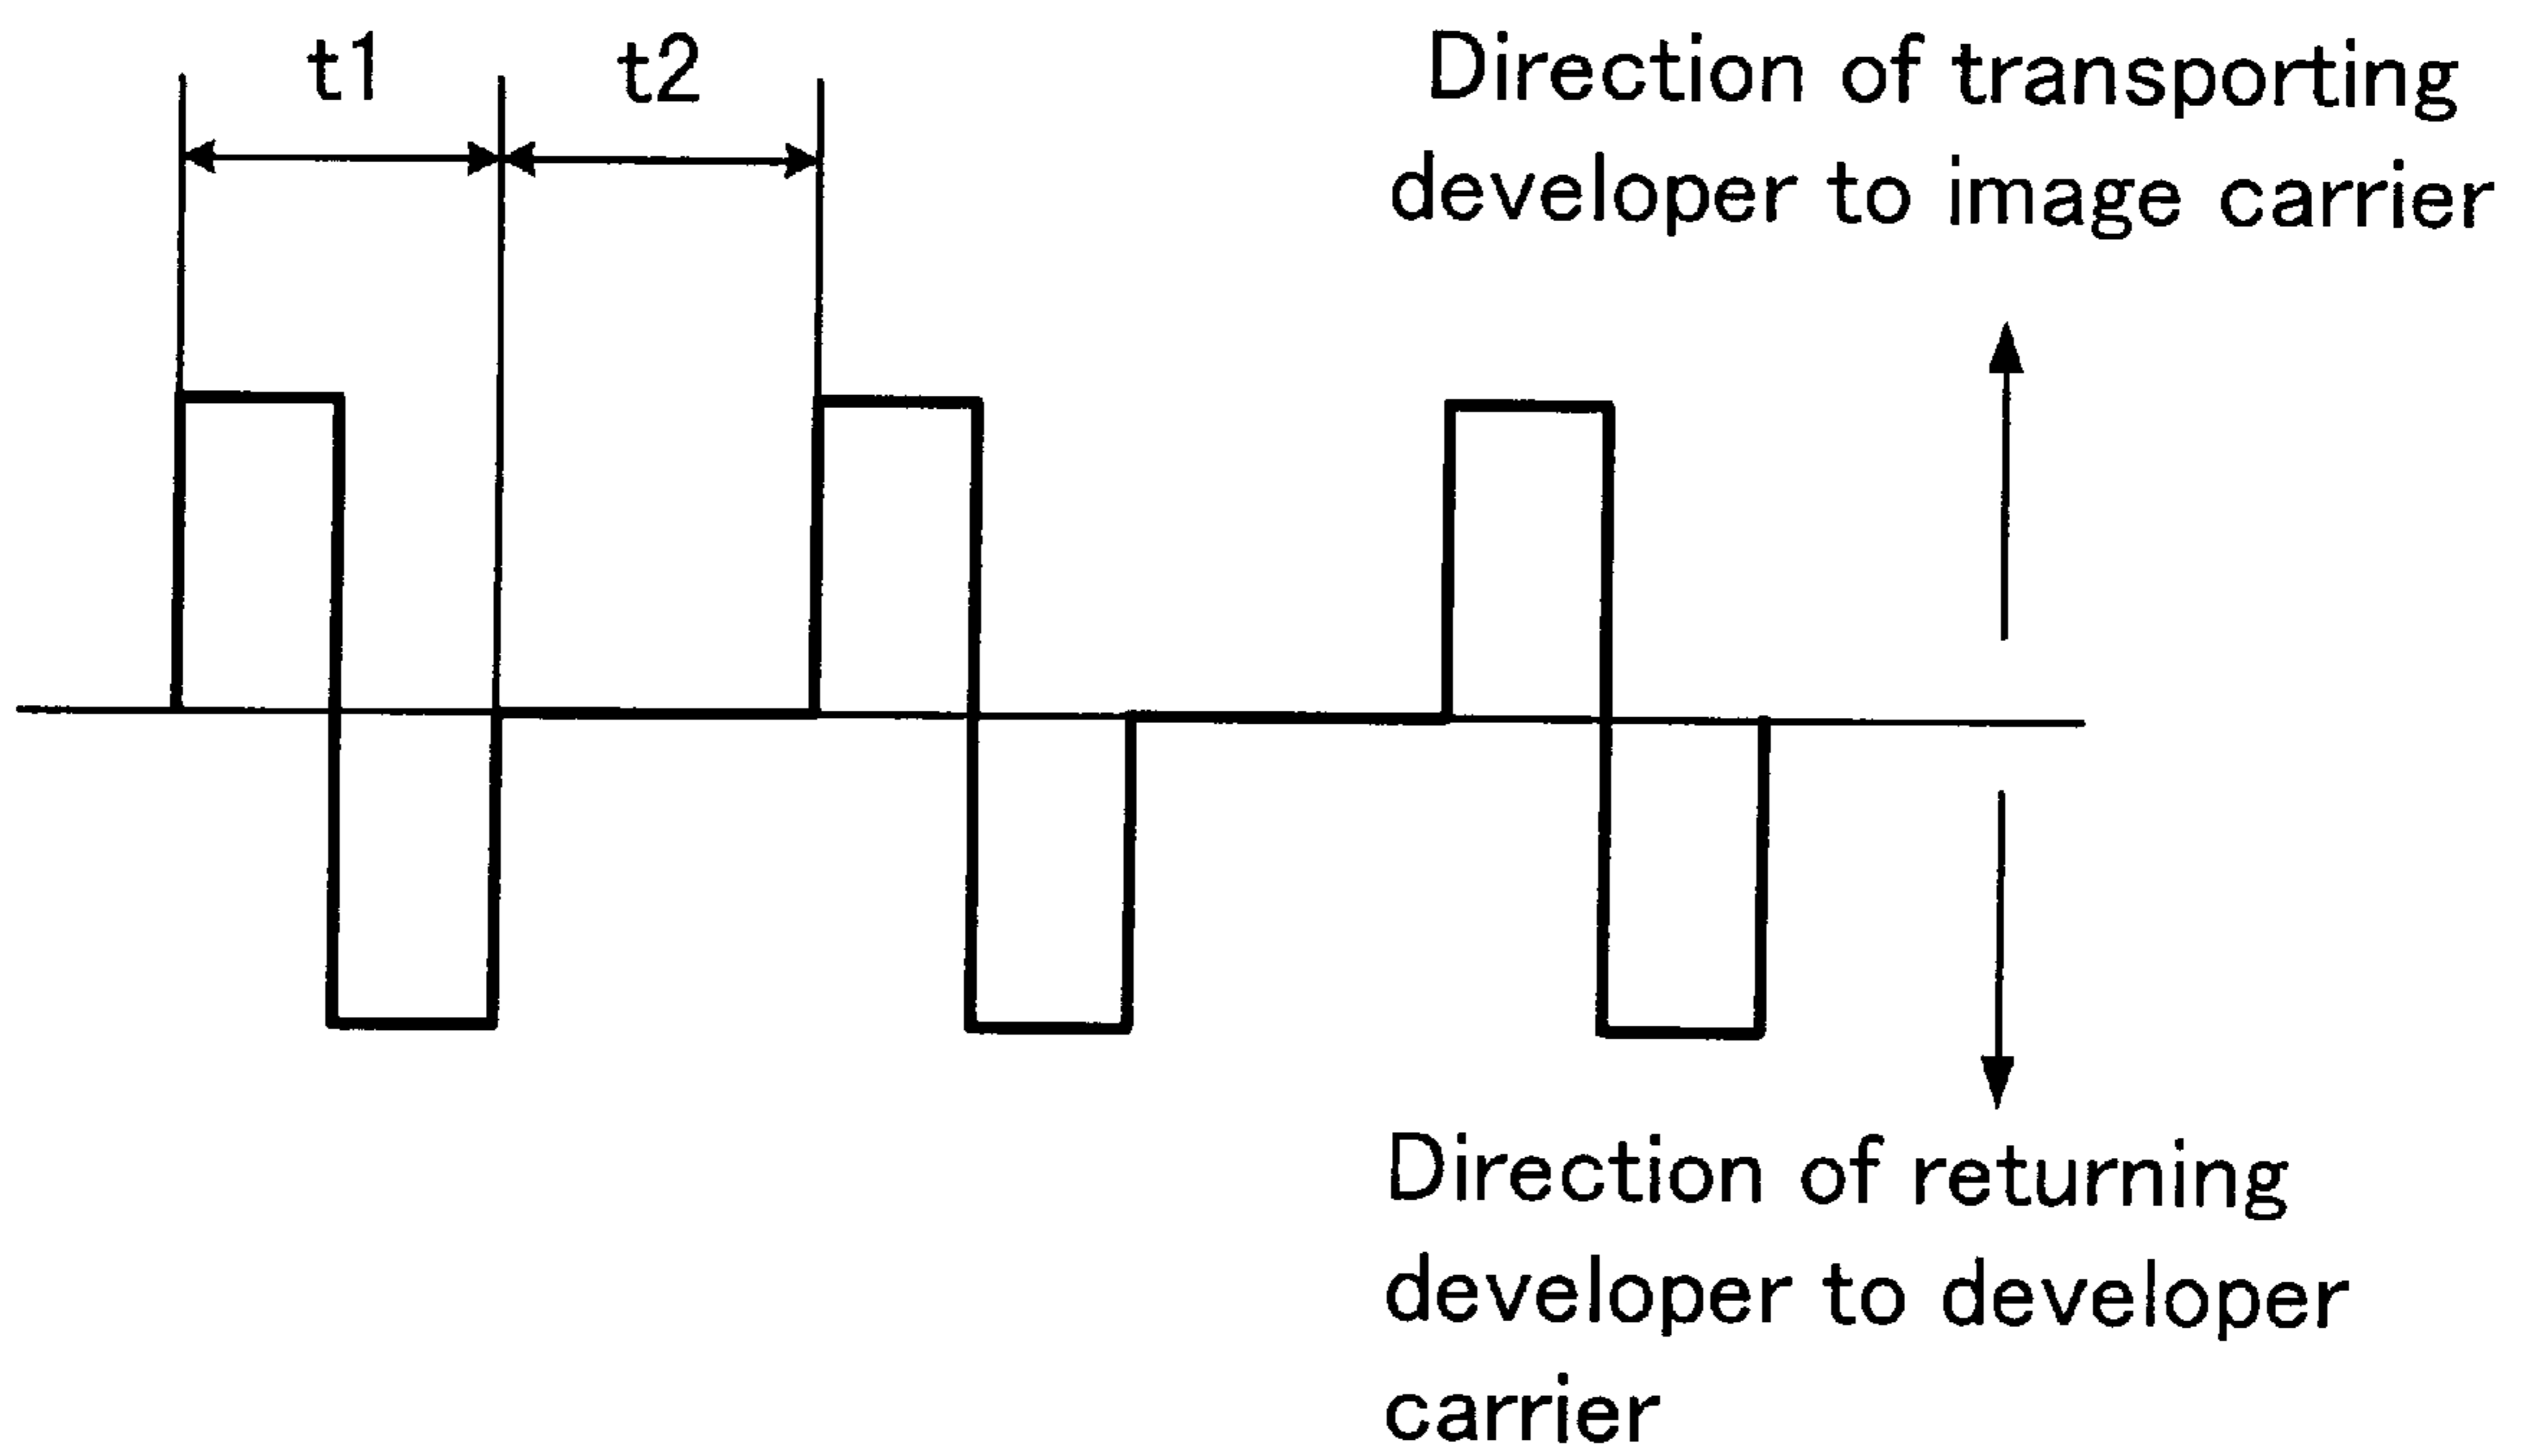 t1
t2
Direction of transporting
developer to image carrier
Direction of returning
developer to developer
carrier